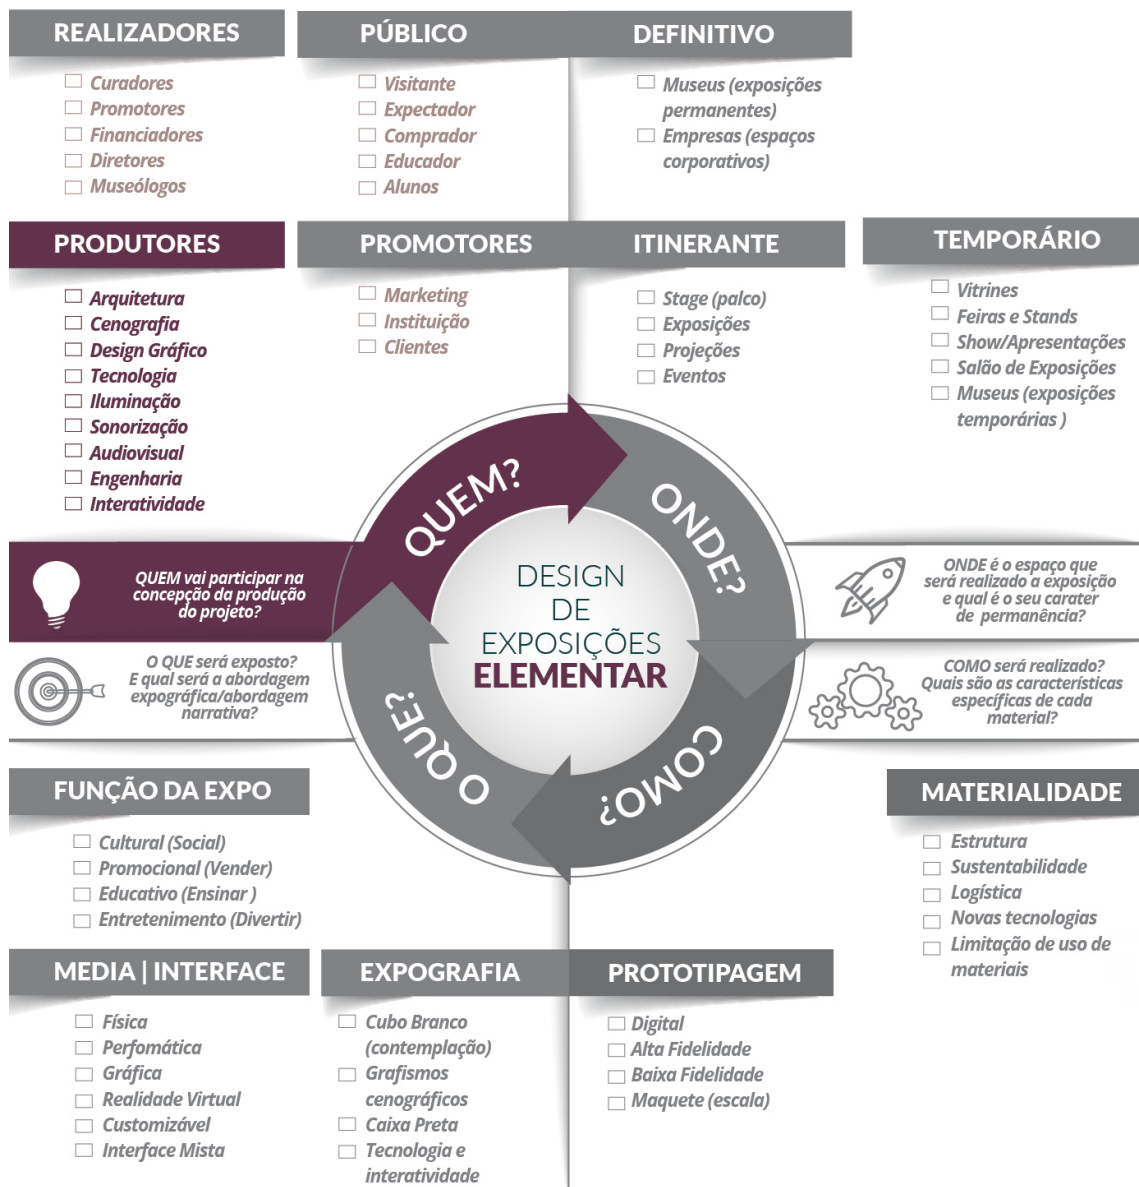 REALIZADORES
Curadores
Promotores
Financiadores
Diretores
Museólogos
PÚBLICO
Visitante
Expectador
Comprador
Educador
Alunos
DEFINITIVO
Museus (exposições
permanentes)
Empresas (espaços
corporativos)
PRODUTORES
Arquitetura
Cenografia
Design Gráfico
Tecnologia
Iluminação
Sonorização
Audiovisual
Engenharia
Interatividade
PROMOTORES
Marketing
Instituição
Clientes
ITINERANTE
Stage (palco)
Exposições
Projeções
Eventos
TEMPORÁRIO
Vitrines
Feiras e Stands
Show/Apresentações
Salão de Exposições
Museus (exposições
temporárias )
QUEM?
ONDE?
COMO?
O QUE?
DESIGN
DE
EXPOSIÇÕES
ELEMENTAR
QUEM vai participar na
concepção da produção
do projeto?
ONDE é o espaço que
será realizado a exposição
e qual é o seu carater
de permanência?
O QUE será exposto?
E qual será a abordagem
expográfica/abordagem
narrativa?
COMO será realizado?
Quais são as características
específicas de cada
material?
FUNÇÃO DA EXPO
Cultural (Social)
Promocional (Vender)
Educativo (Ensinar )
Entretenimento (Divertir)
MATERIALIDADE
Estrutura
Sustentabilidade
Logística
Novas tecnologias
Limitação de uso de
materiais
MEDIA | INTERFACE
Física
Perfomática
Gráfica
Realidade Virtual
Customizável
Interface Mista
EXPOGRAFIA
Cubo Branco
(contemplação)
Grafismos
cenográficos
Caixa Preta
Tecnologia e
interatividade
PROTOTIPAGEM
Digital
Alta Fidelidade
Baixa Fidelidade
Maquete (escala)